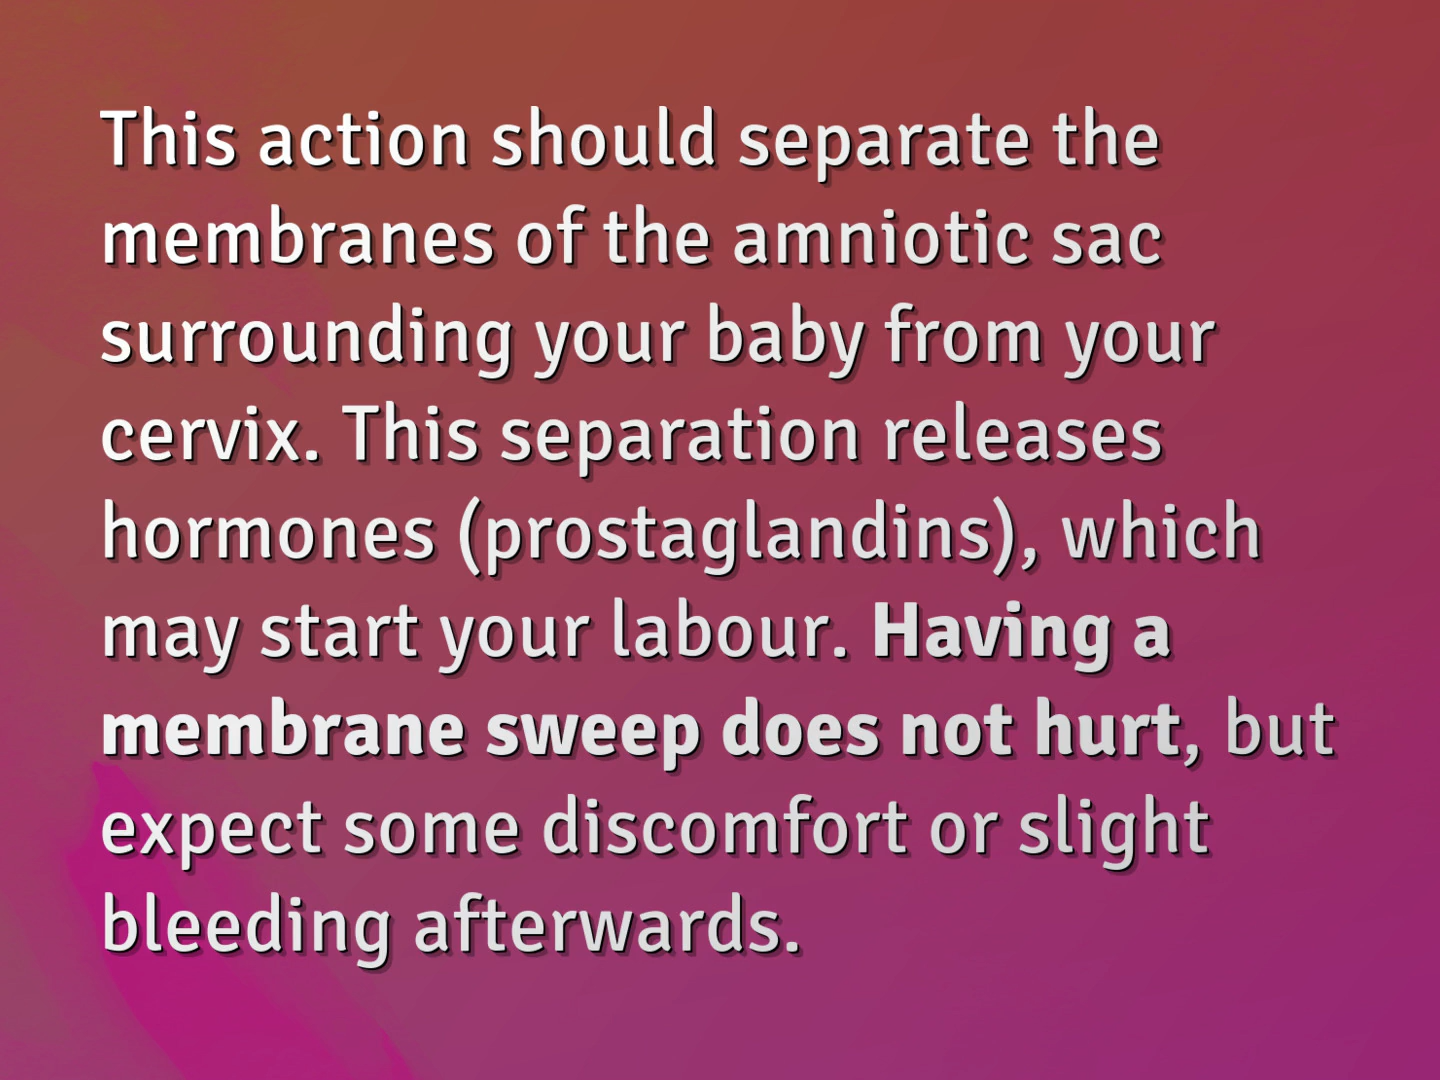 This action should separate the
membranes of the amniotic sac
surrounding your baby from your
cervix. This separation releases
hormones (prostaglandins), which
may start your labour. Having a
membrane sweep does not hurt, but
expect some discomfort or slight
bleeding afterwards.